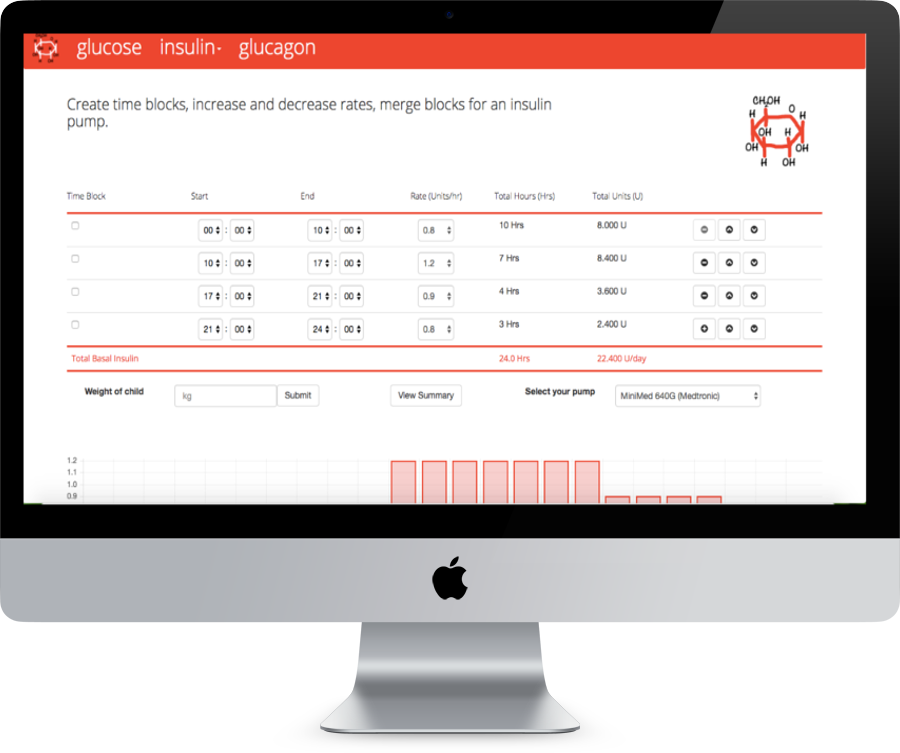 glucose insulin glucagon
Create time blocks, increase and decrease rates, merge blocks for an insulin
pump.
CH₂OH
H O H
OH H
OH OH
H OH
Time Block Start End Rate (Units/hr) Total Hours (Hrs) Total Units (U)
00 : 00 10 : 00 0.8 10 Hrs 8.000 U
10 : 00 17 : 00 1.2 7 Hrs 8.400 U
17 : 00 21 : 00 0.9 4 Hrs 3.600 U
21 : 00 24 : 00 0.8 3 Hrs 2.400 U
Total Basal Insulin 24.0 Hrs 22.400 U/day
Weight of child kg Submit View Summary Select your pump MiniMed 640G (Medtronic)
1.2
1.1
1.0
0.9